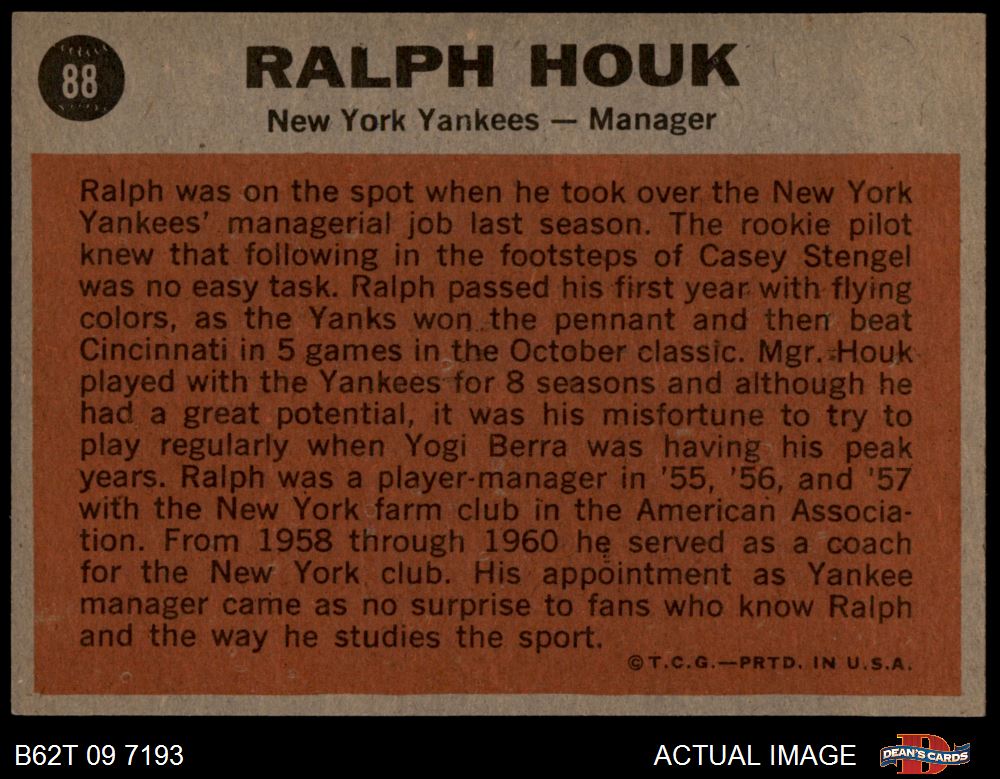 88
RALPH HOUK
New York Yankees — Manager
Ralph was on the spot when he took over the New York
Yankees' managerial job last season. The rookie pilot
knew that following in the footsteps of Casey Stengel
was no easy task. Ralph passed his first year with flying
colors, as the Yanks won the pennant and then beat
Cincinnati in 5 games in the October classic. Mgr. Houk
played with the Yankees for 8 seasons and although he
had a great potential, it was his misfortune to try to
play regularly when Yogi Berra was having his peak
years. Ralph was a player-manager in '55, '56, and '57
with the New York farm club in the American Associa-
tion. From 1958 through 1960 he served as a coach
for the New York club. His appointment as Yankee
manager came as no surprise to fans who know Ralph
and the way he studies the sport.
©T.C.G.—PRTD. IN U.S.A.
B62T 09 7193
ACTUAL IMAGE
DEAN'S CARDS